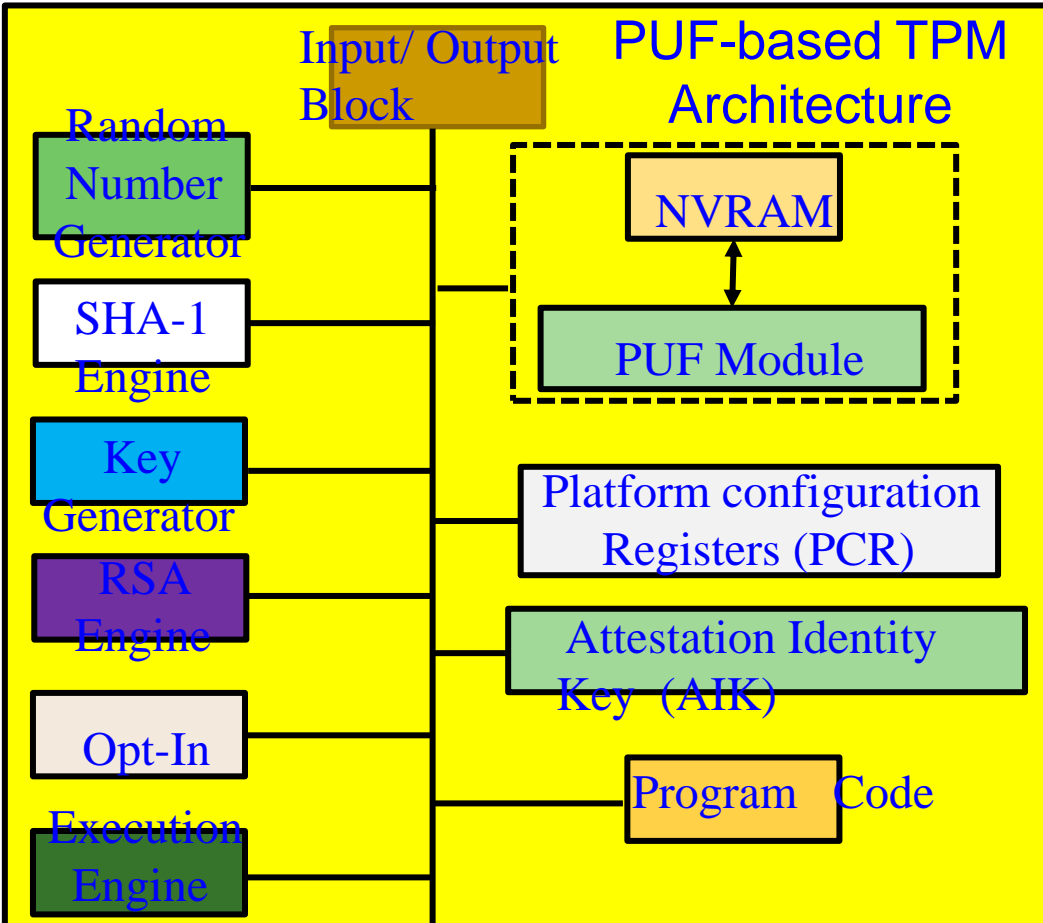 Input/ Output
Block
PUF-based TPM
Architecture
Random
Number
Generator
NVRAM
SHA-1
Engine
PUF Module
Key
Generator
Platform configuration
Registers (PCR)
RSA
Engine
Attestation Identity
Key (AIK)
Opt-In
Program Code
Execution
Engine